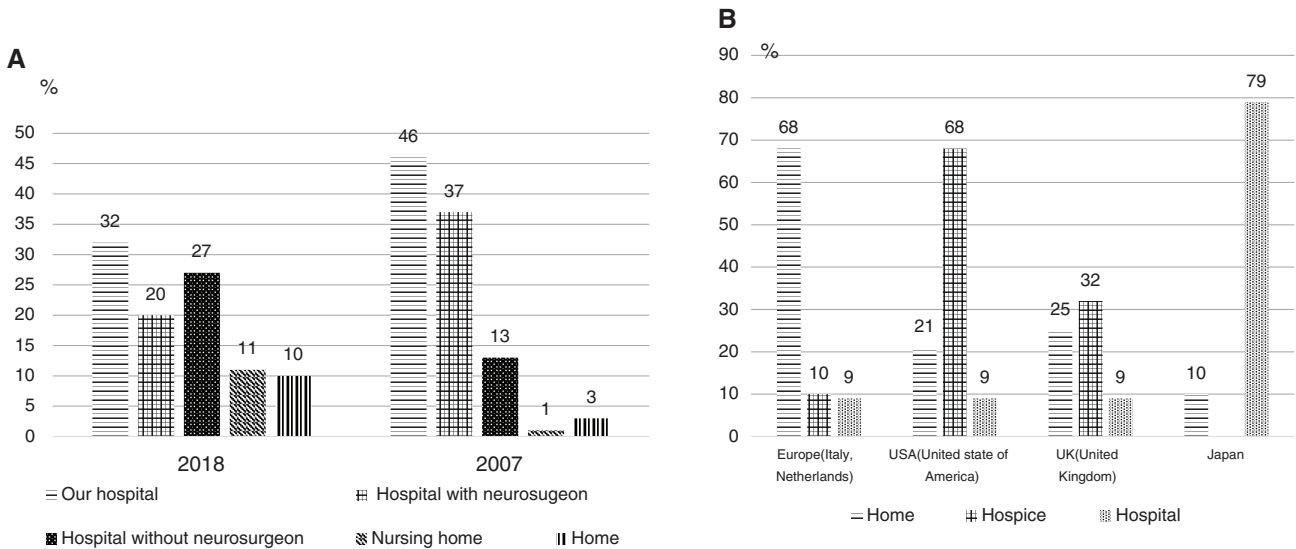 A
%
50
45
40
35
30
25
20
15
10
5
0
32
20
27
11
10
46
37
13
1
3
2018
2007
Our hospital
Hospital with neurosugeon
Hospital without neurosurgeon
Nursing home
Home
B
%
90
80
70
60
50
40
30
20
10
0
68
10
9
21
68
9
25
32
9
10
79
Europe(Italy,
Netherlands)
USA(United state of
America)
UK(United
Kingdom)
Japan
Home
Hospice
Hospital